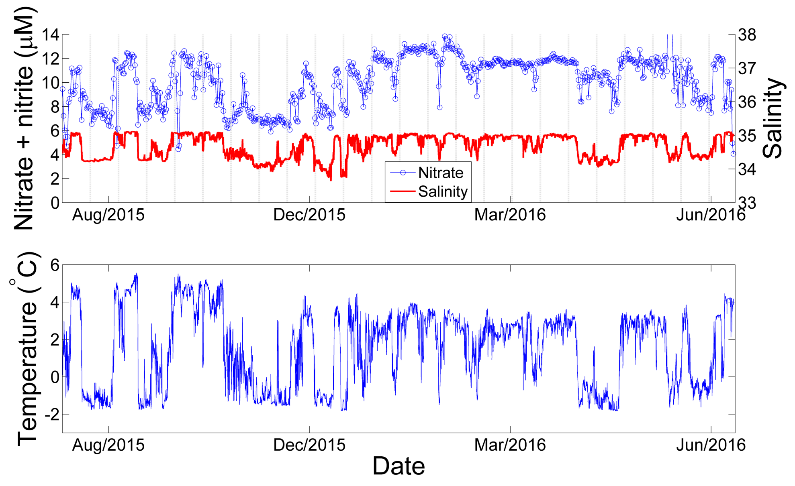 Nitrate + nitrite (μM)
14
12
10
8
6
4
2
0
38
37
36
35
34
33
Salinity
Nitrate
Salinity
Aug/2015 Dec/2015 Mar/2016 Jun/2016
Temperature (°C)
6
4
2
0
-2
Aug/2015 Dec/2015 Mar/2016 Jun/2016
Date